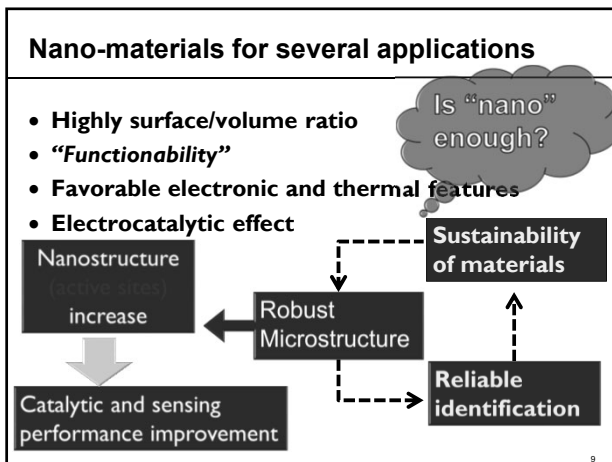 Nano-materials for several applications
Is “nano”
enough?
• Highly surface/volume ratio
• “Functionability”
• Favorable electronic and thermal features
• Electrocatalytic effect
Sustainability
of materials
Nanostructure
(active sites)
increase
Robust
Microstructure
Reliable
identification
Catalytic and sensing
performance improvement
9